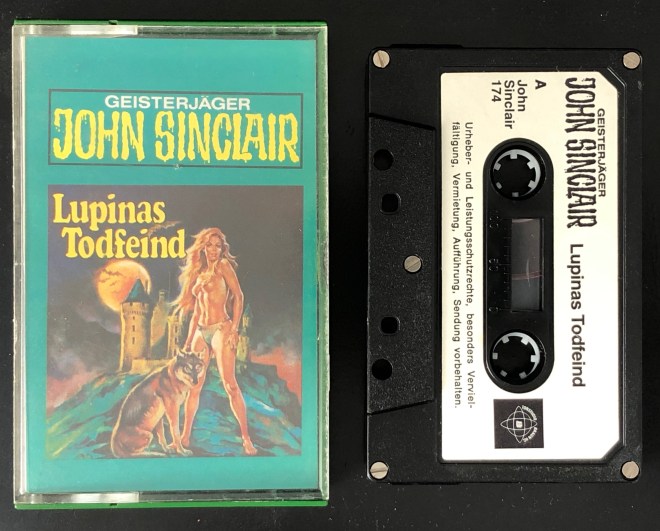 GEISTERJÄGER
JOHN SINCLAIR
Lupinas
Todfeind
GEISTERJÄGER
JOHN SINCLAIR
Lupinas Todfeind
A
John
Sinclair
174
Urheber- und Leistungsschutzrechte, besonders Verviel-
fältigung, Vermietung, Aufführung, Sendung vorbehalten.